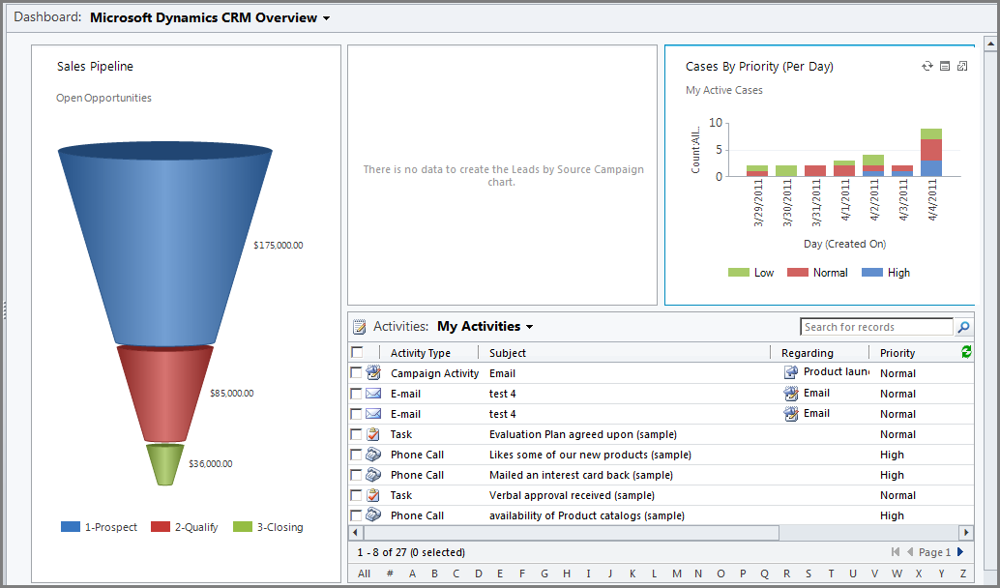 Dashboard: Microsoft Dynamics CRM Overview
Sales Pipeline
Open Opportunities
$175,000.00
$85,000.00
$36,000.00
1-Prospect 2-Qualify 3-Closing
There is no data to create the Leads by Source Campaign
chart.
Cases By Priority (Per Day)
My Active Cases
Count:All...
10
5
0
3/29/2011
3/30/2011
3/31/2011
4/1/2011
4/2/2011
4/3/2011
4/4/2011
Day (Created On)
Low Normal High
Activities: My Activities
Search for records
Activity Type Subject Regarding Priority
Campaign Activity Email Product laun Normal
E-mail test 4 Email Normal
E-mail test 4 Email Normal
Task Evaluation Plan agreed upon (sample) Normal
Phone Call Likes some of our new products (sample) High
Phone Call Mailed an interest card back (sample) High
Task Verbal approval received (sample) Normal
Phone Call availability of Product catalogs (sample) High
1 - 8 of 27 (0 selected) Page 1
All # A B C D E F G H I J K L M N O P Q R S T U V W X Y Z